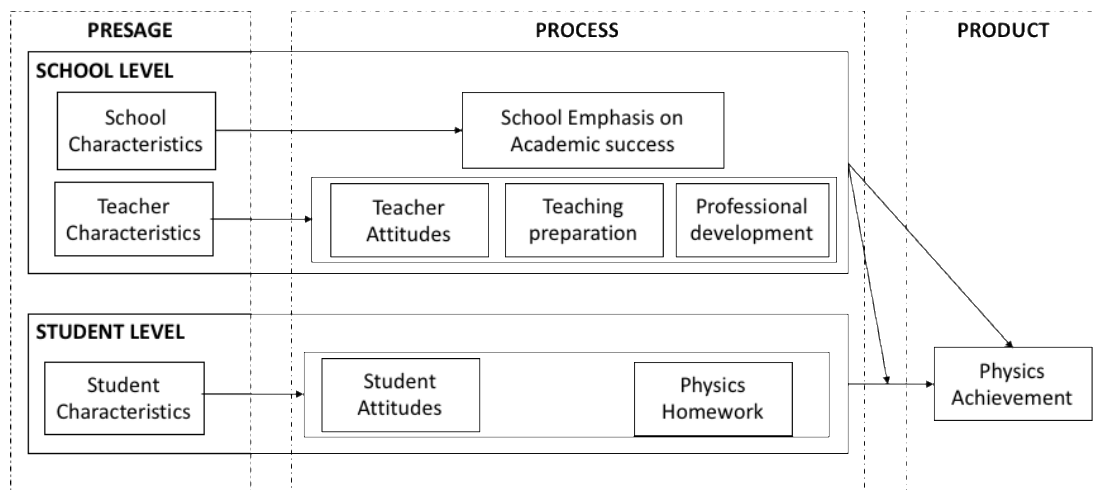 PRESAGE
PROCESS
PRODUCT
SCHOOL LEVEL
School
Characteristics
School Emphasis on
Academic success
Teacher
Characteristics
Teacher
Attitudes
Teaching
preparation
Professional
development
STUDENT LEVEL
Student
Characteristics
Student
Attitudes
Physics
Homework
Physics
Achievement